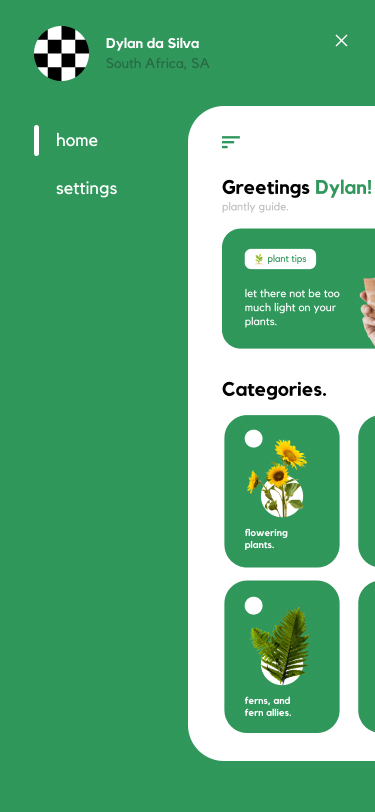 Dylan da Silva
South Africa, SA
home
settings
Greetings Dylan!
plantly guide.
plant tips
let there not be too
much light on your
plants.
Categories.
flowering
plants.
ferns, and
fern allies.